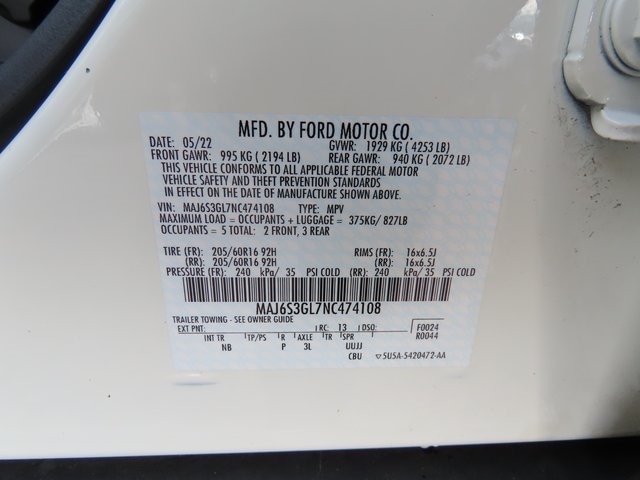 MFD. BY FORD MOTOR CO.
DATE: 05/22 GVWR: 1929 KG ( 4253 LB)
FRONT GAWR: 995 KG ( 2194 LB) REAR GAWR: 940 KG ( 2072 LB)
THIS VEHICLE CONFORMS TO ALL APPLICABLE FEDERAL MOTOR
VEHICLE SAFETY AND THEFT PREVENTION STANDARDS
IN EFFECT ON THE DATE OF MANUFACTURE SHOWN ABOVE.
VIN: MAJ6S3GL7NC474108 TYPE: MPV
MAXIMUM LOAD = OCCUPANTS + LUGGAGE = 375KG/ 827LB
OCCUPANTS = 5 TOTAL: 2 FRONT, 3 REAR
TIRE (FR): 205/60R16 92H RIMS (FR): 16x6.5J
(RR): 205/60R16 92H (RR): 16x6.5J
PRESSURE (FR): 240 kPa/ 35 PSI COLD (RR): 240 kPa/ 35 PSI COLD
MAJ6S3GL7NC474108
TRAILER TOWING - SEE OWNER GUIDE
EXT PNT: RC: 13 DSO: F0024
INT TR TP/PS R AXLE TR SPR R0044
NB P 3L UUJJ
CBU 5U5A-5420472-AA